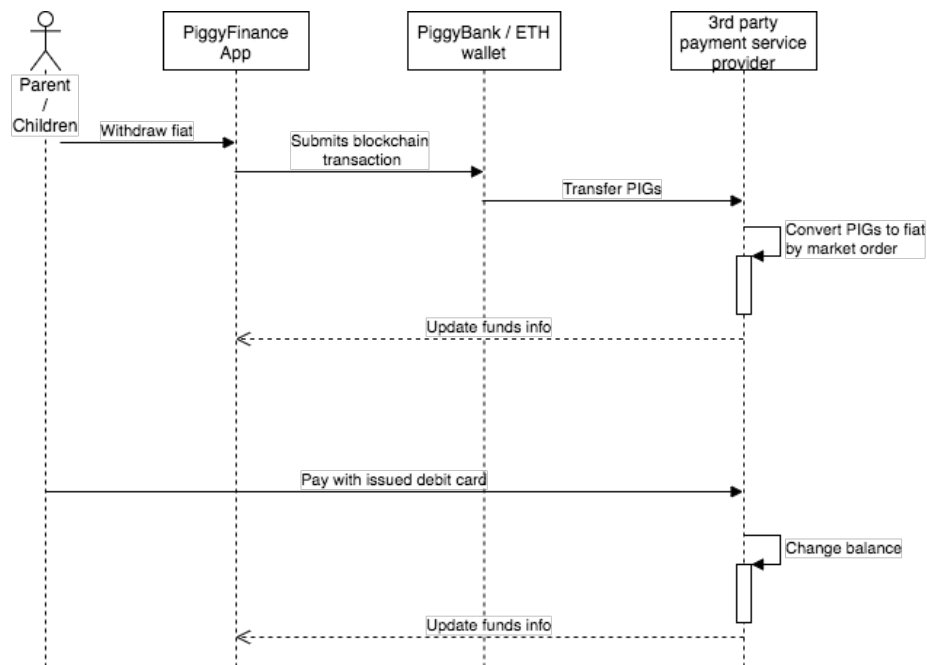 PiggyFinance
App
PiggyBank / ETH
wallet
3rd party
payment service
provider
Parent
/
Children
Withdraw fiat
Submits blockchain
transaction
Transfer PIGs
Convert PIGs to fiat
by market order
Update funds info
Pay with issued debit card
Change balance
Update funds info